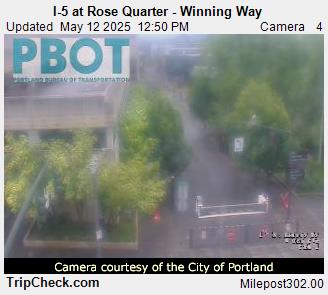 I-5 at Rose Quarter - Winning Way
Updated May 12 2025 12:50 PM Camera 4
PBOT
PORTLAND BUREAU OF TRANSPORTATION
Camera courtesy of the City of Portland
TripCheck.com Milepost302.00